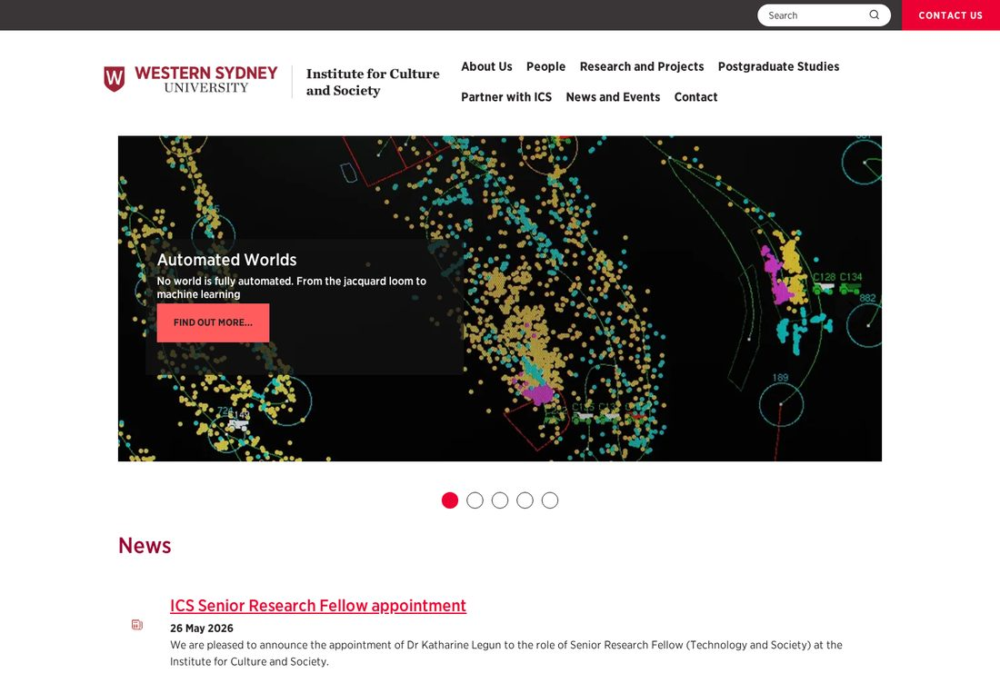 Search
CONTACT US
W
WESTERN SYDNEY
UNIVERSITY
Institute for Culture
and Society
About Us
People
Research and Projects
Postgraduate Studies
Partner with ICS
News and Events
Contact
Automated Worlds
No world is fully automated. From the jacquard loom to
machine learning
FIND OUT MORE...
C128 C134
882
189
News
ICS Senior Research Fellow appointment
26 May 2026
We are pleased to announce the appointment of Dr Katharine Legun to the role of Senior Research Fellow (Technology and Society) at the
Institute for Culture and Society.